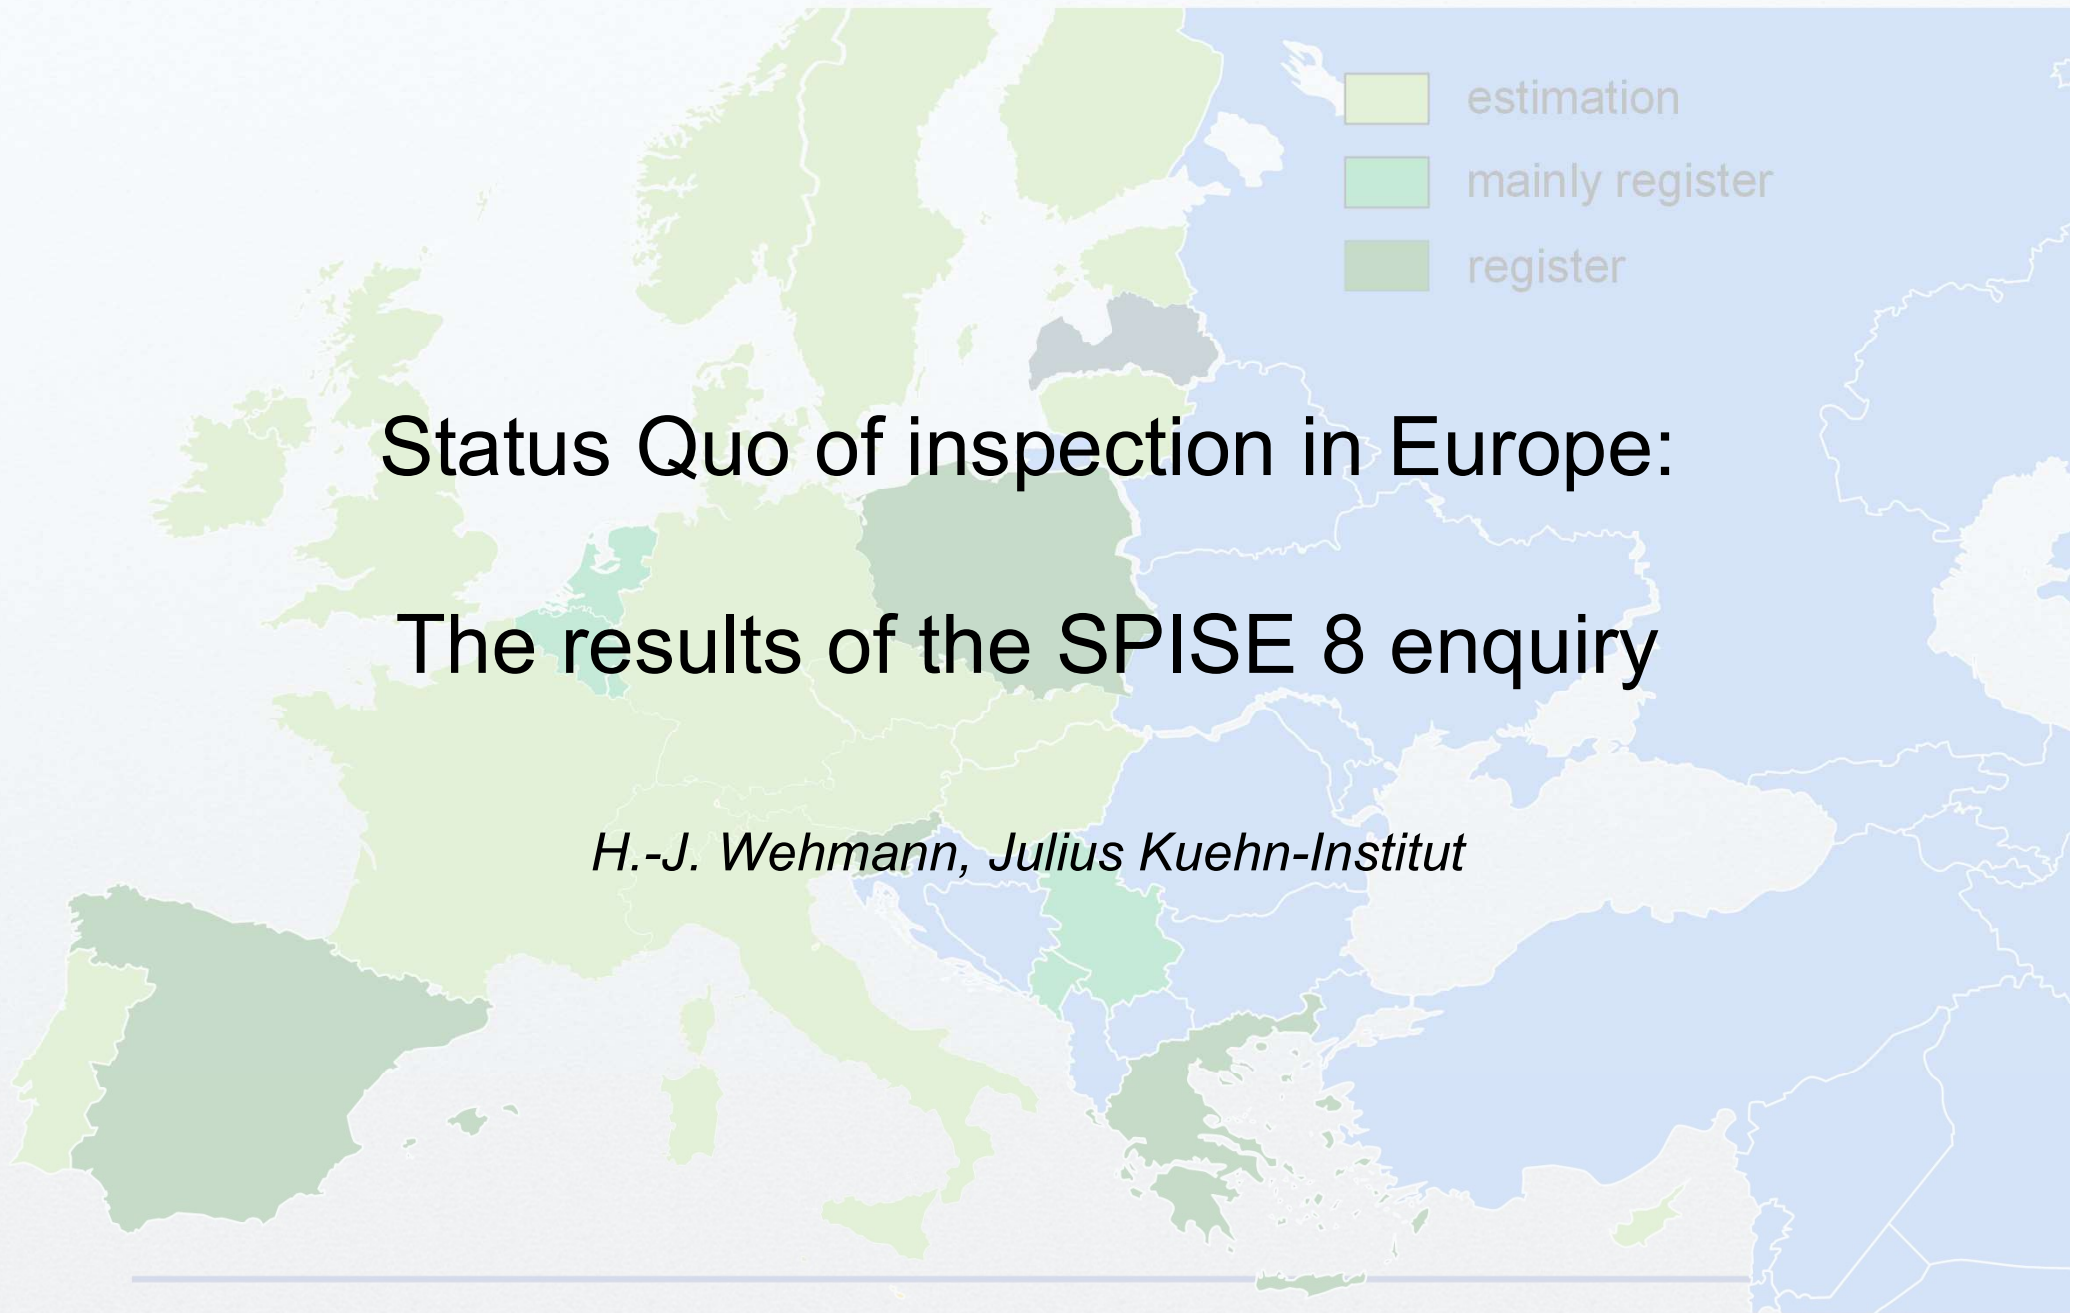 estimation
mainly register
register
Status Quo of inspection in Europe:
The results of the SPISE 8 enquiry
H.-J. Wehmann, Julius Kuehn-Institut